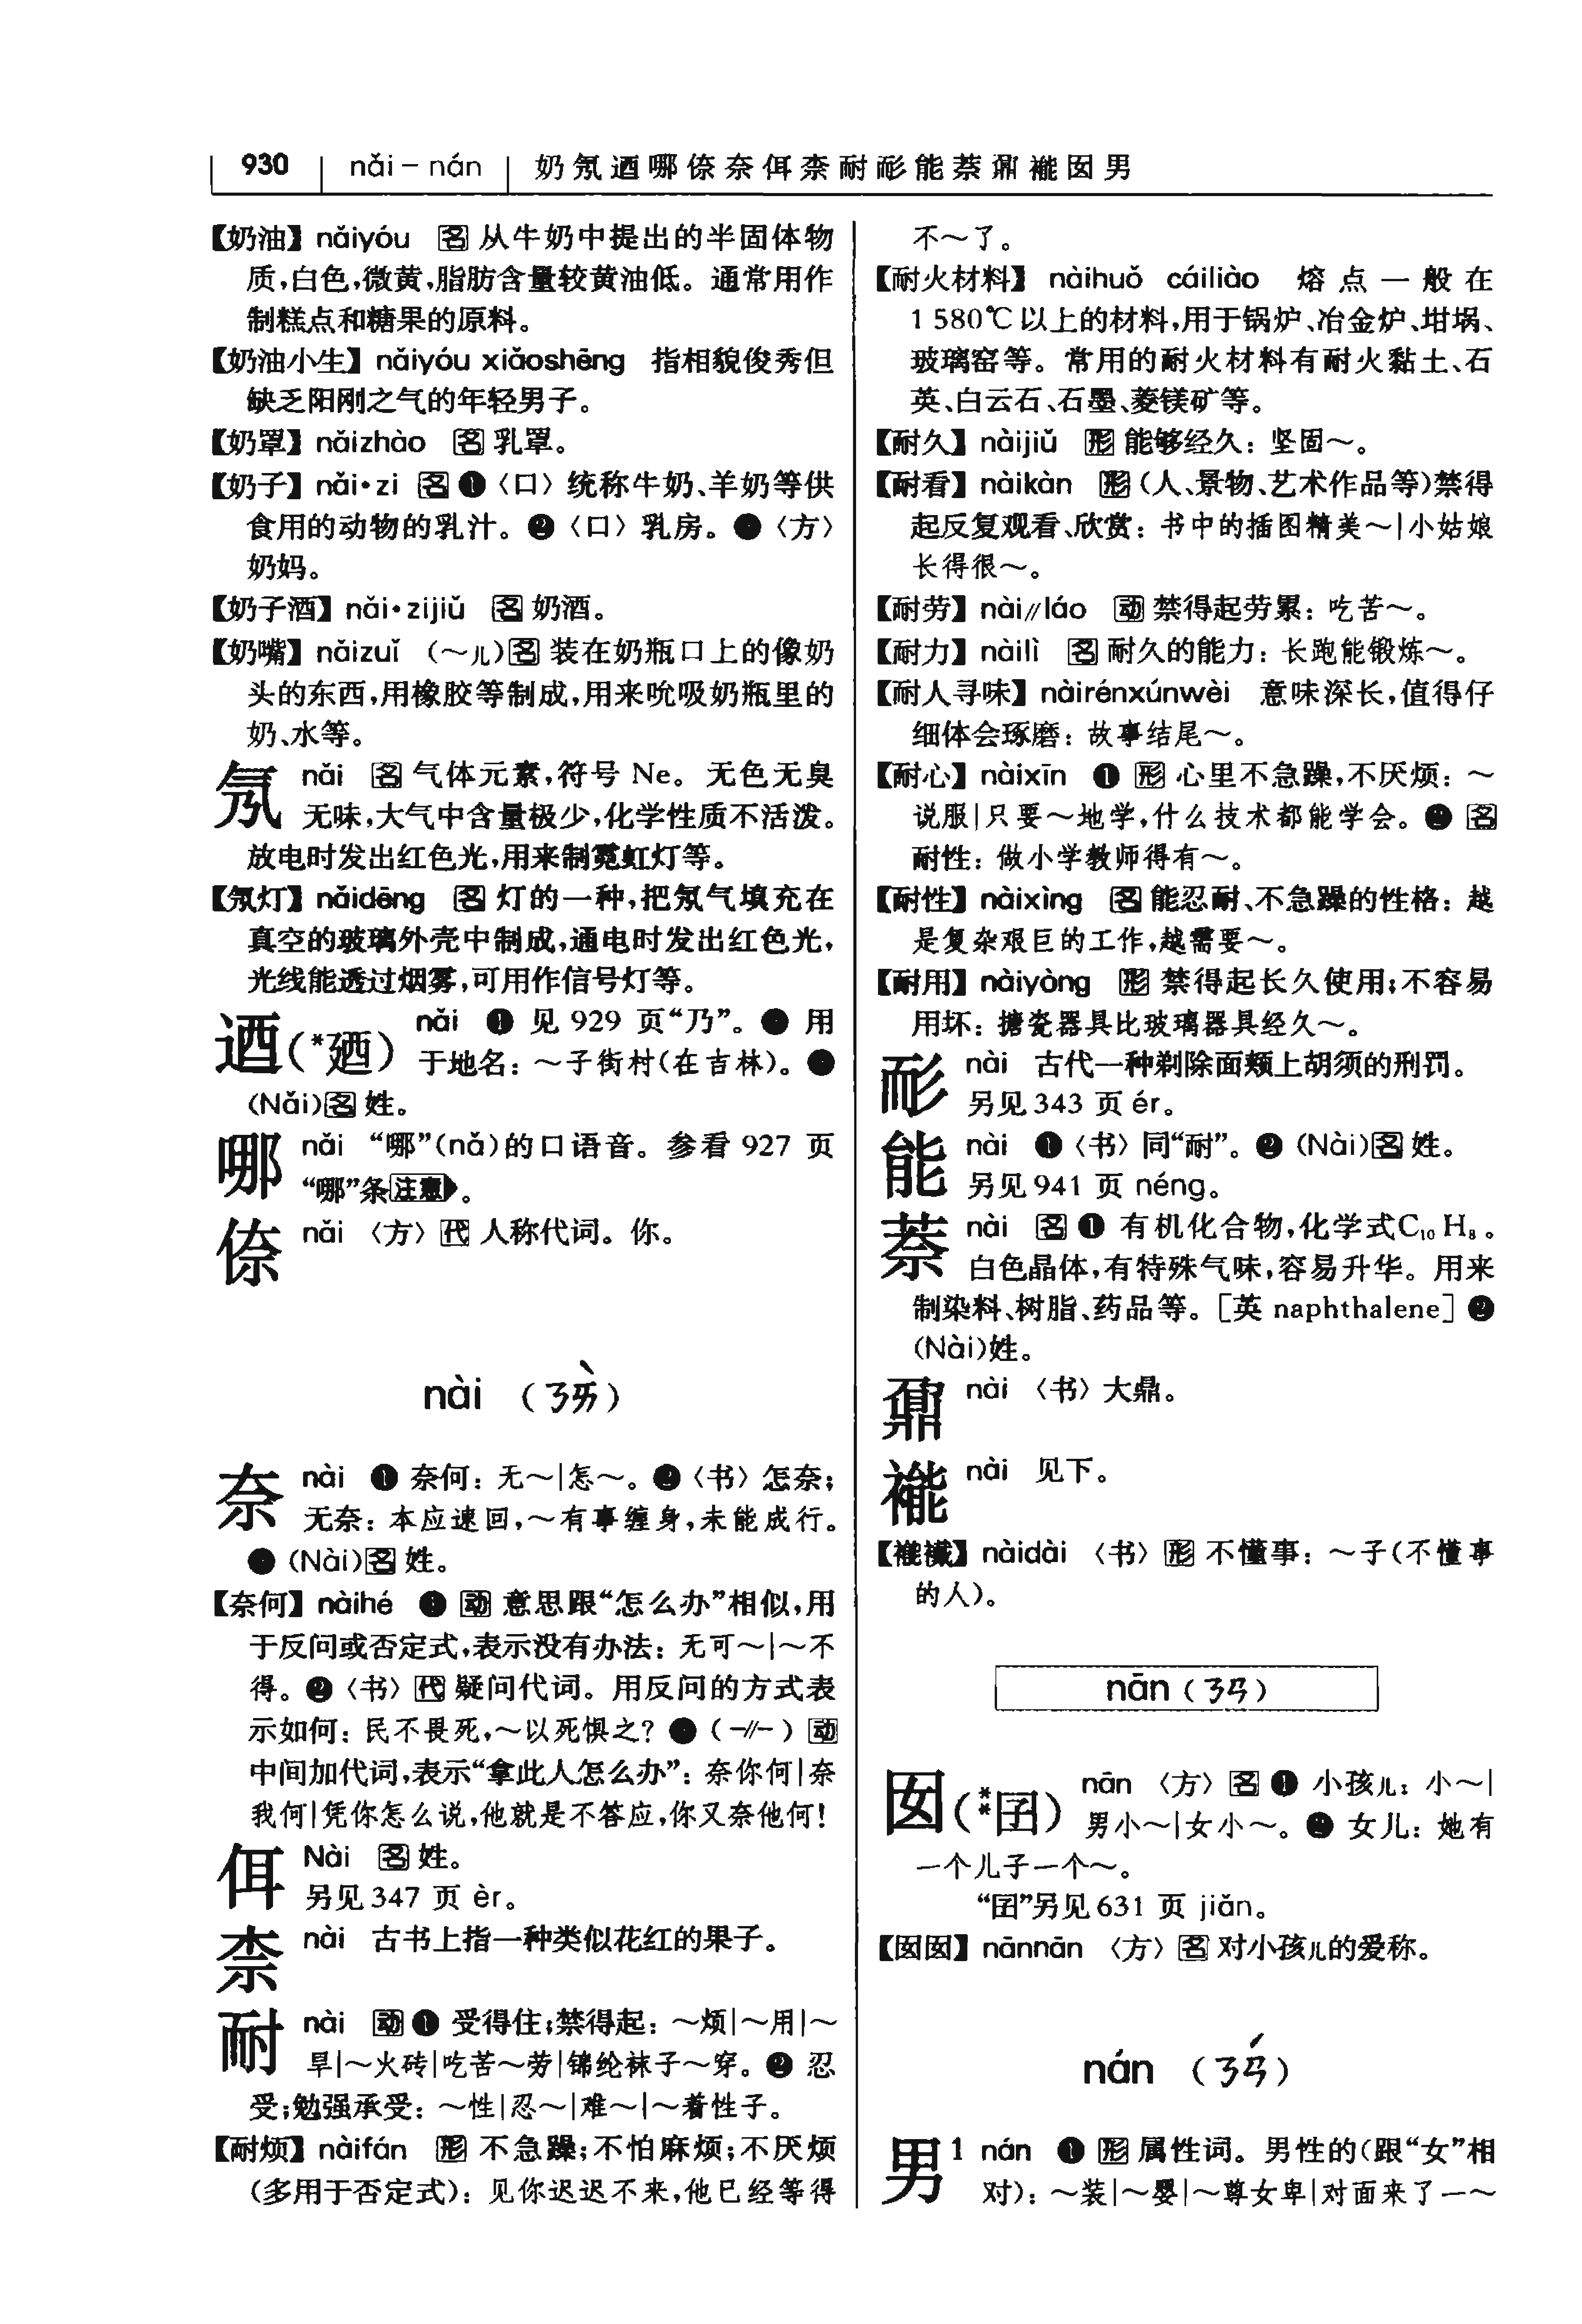 930 nǎi－nán 奶氖迺哪倷奈佴柰耐耏能萘鼐褦囡男
【奶油】nǎiyóu 名 从牛奶中提出的半固体物
质,白色,微黄,脂肪含量较黄油低。通常用作
制糕点和糖果的原料。
【奶油小生】nǎiyóu xiǎoshēng 指相貌俊秀但
缺乏阳刚之气的年轻男子。
【奶罩】nǎizhào 名 乳罩。
【奶子】nǎi·zi 名 ❶〈口〉统称牛奶、羊奶等供
食用的动物的乳汁。❷〈口〉乳房。❸〈方〉
奶妈。
【奶子酒】nǎi·zijiǔ 名 奶酒。
【奶嘴】nǎizuǐ （～儿）名 装在奶瓶口上的像奶
头的东西,用橡胶等制成,用来吮吸奶瓶里的
奶、水等。
氖 nǎi 名 气体元素,符号 Ne。无色无臭
无味,大气中含量极少,化学性质不活泼。
放电时发出红色光,用来制霓虹灯等。
【氖灯】nǎidēng 名 灯的一种,把氖气填充在
真空的玻璃外壳中制成,通电时发出红色光,
光线能透过烟雾,可用作信号灯等。
迺(*廼) nǎi ❶ 见 929 页“乃”。❷ 用
于地名：～子街村(在吉林)。❸
(Nǎi)名 姓。
哪 nǎi “哪”(nǎ)的口语音。参看 927 页
“哪”条注意。
倷 nǎi 〈方〉代 人称代词。你。
nài （ㄋㄞˋ）
奈 nài ❶ 奈何：无～|怎～。❷〈书〉怎奈;
无奈：本应速回,～有事缠身,未能成行。
❸ (Nài)名 姓。
【奈何】nàihé ❶ 动 意思跟“怎么办”相似,用
于反问或否定式,表示没有办法：无可～|～不
得。❷〈书〉代 疑问代词。用反问的方式表
示如何：民不畏死,～以死惧之? ❸ (－//－) 动
中间加代词,表示“拿此人怎么办”：奈你何|奈
我何|凭你怎么说,他就是不答应,你又奈他何!
佴 Nài 名 姓。
另见 347 页 èr。
柰 nài 古书上指一种类似花红的果子。
耐 nài 动 ❶ 受得住;禁得起：～烦|～用|～
旱|～火砖|吃苦～劳|锦纶袜子～穿。❷ 忍
受;勉强承受：～性|忍～|难～|～着性子。
【耐烦】nàifán 形 不急躁;不怕麻烦;不厌烦
(多用于否定式)：见你迟迟不来,他已经等得
不～了。
【耐火材料】nàihuǒ cáiliào 熔点一般在
1 580℃以上的材料,用于锅炉、冶金炉、坩埚、
玻璃窑等。常用的耐火材料有耐火黏土、石
英、白云石、石墨、菱镁矿等。
【耐久】nàijiǔ 形 能够经久：坚固～。
【耐看】nàikàn 形 (人、景物、艺术作品等)禁得
起反复观看、欣赏：书中的插图精美～|小姑娘
长得很～。
【耐劳】nài//láo 动 禁得起劳累：吃苦～。
【耐力】nàilì 名 耐久的能力：长跑能锻炼～。
【耐人寻味】nàirénxúnwèi 意味深长,值得仔
细体会琢磨：故事结尾～。
【耐心】nàixīn ❶ 形 心里不急躁,不厌烦：～
说服|只要～地学,什么技术都能学会。❷ 名
耐性：做小学教师得有～。
【耐性】nàixìng 名 能忍耐、不急躁的性格：越
是复杂艰巨的工作,越需要～。
【耐用】nàiyòng 形 禁得起长久使用;不容易
用坏：搪瓷器具比玻璃器具经久～。
耏 nài 古代一种剃除面颊上胡须的刑罚。
另见 343 页 ér。
能 nài ❶〈书〉同“耐”。❷ (Nài)名 姓。
另见 941 页 néng。
萘 nài 名 ❶ 有机化合物,化学式C₁₀H₈。
白色晶体,有特殊气味,容易升华。用来
制染料、树脂、药品等。[英 naphthalene] ❷
(Nài)姓。
鼐 nài 〈书〉大鼎。
褦 nài 见下。
【褦襶】nàidài 〈书〉形 不懂事：～子(不懂事
的人)。
nān（ㄋㄢ）
囡(**囝) nān 〈方〉名 ❶ 小孩儿：小～|
男小～|女小～。❷ 女儿：她有
一个儿子一个～。
“囝”另见 631 页 jiǎn。
【囡囡】nānnān 〈方〉名 对小孩儿的爱称。
nán （ㄋㄢˊ）
男1 nán ❶ 形 属性词。男性的(跟“女”相
对)：～装|～婴|～尊女卑|对面来了一～